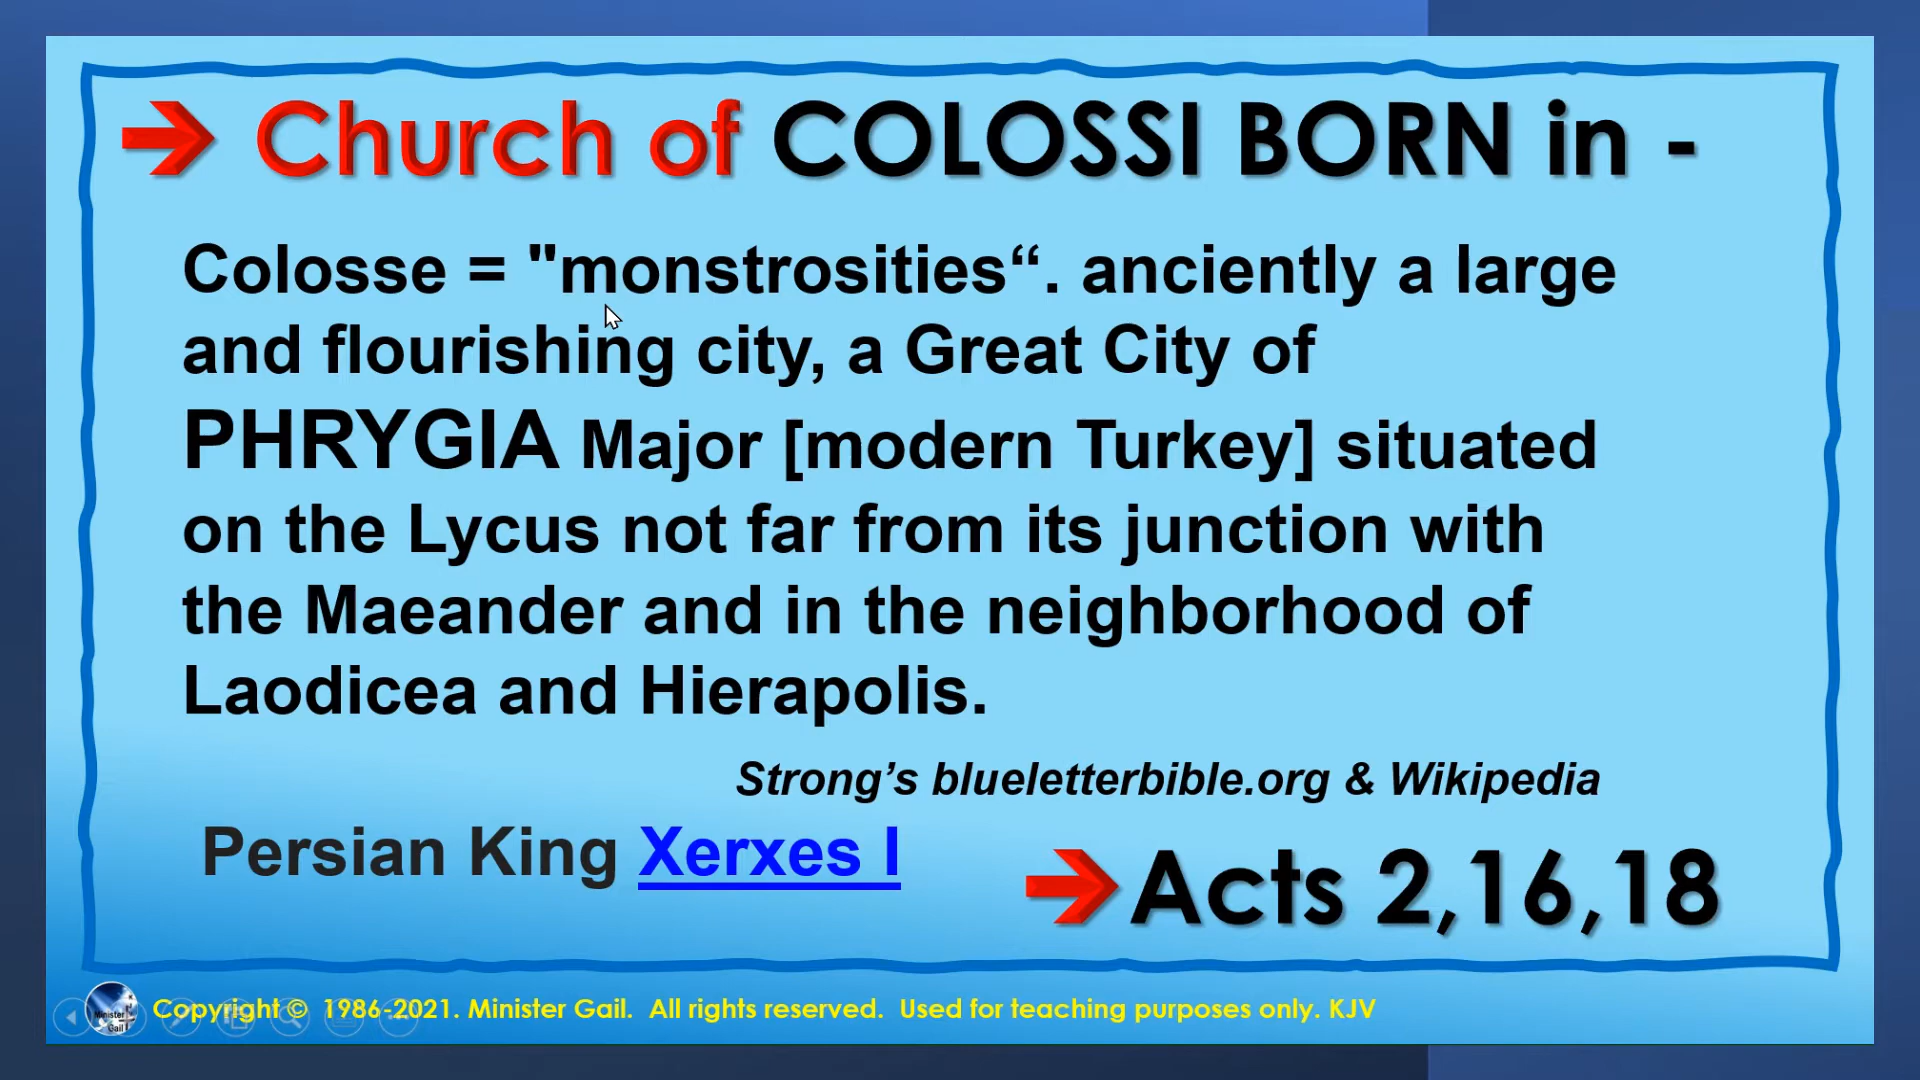 Church of COLOSSI BORN in -
Colosse = "monstrosities“. anciently a large
and flourishing city, a Great City of
PHRYGIA Major [modern Turkey] situated
on the Lycus not far from its junction with
the Maeander and in the neighborhood of
Laodicea and Hierapolis.
Strong’s blueletterbible.org & Wikipedia
Persian King Xerxes I
Acts 2,16,18
Minister
Gail
Copyright © 1986-2021. Minister Gail. All rights reserved. Used for teaching purposes only. KJV